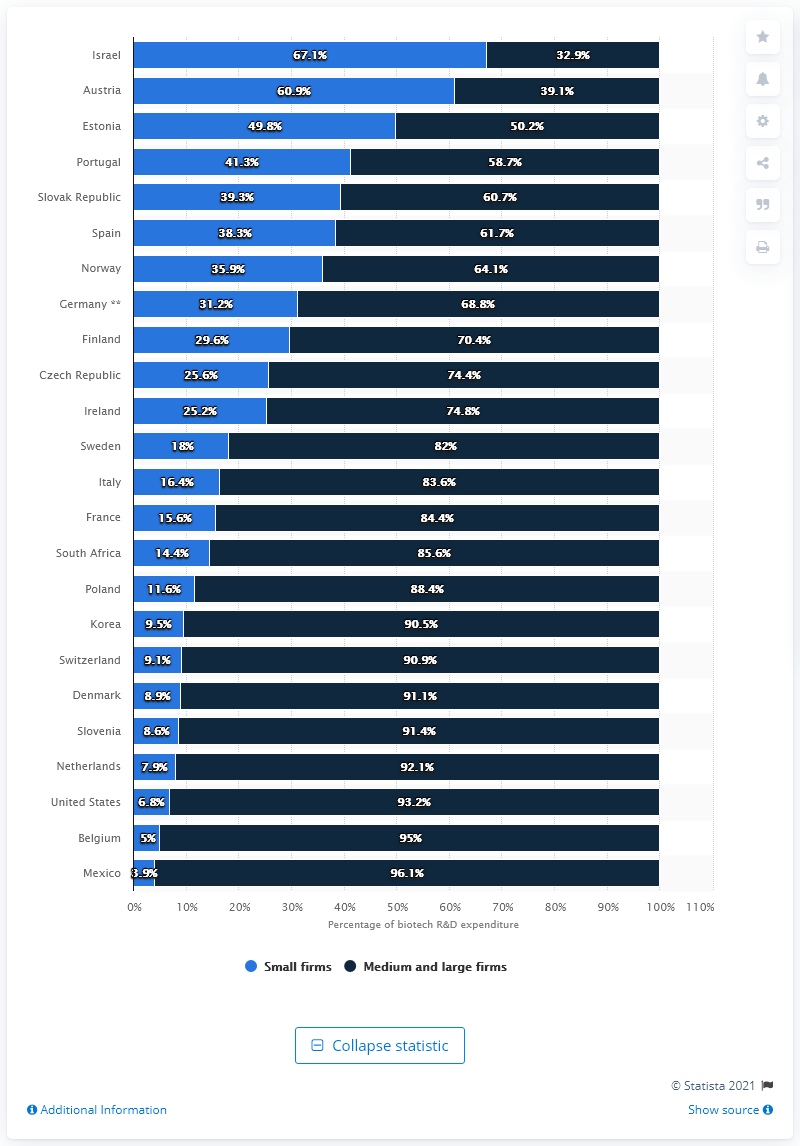 Israel 67.1% 32.9%
Austria 60.9% 39.1%
Estonia 49.8% 50.2%
Portugal 41.3% 58.7%
Slovak Republic 39.3% 60.7%
Spain 38.3% 61.7%
Norway 35.9% 64.1%
Germany ** 31.2% 68.8%
Finland 29.6% 70.4%
Czech Republic 25.6% 74.4%
Ireland 25.2% 74.8%
Sweden 18% 82%
Italy 16.4% 83.6%
France 15.6% 84.4%
South Africa 14.4% 85.6%
Poland 11.6% 88.4%
Korea 9.5% 90.5%
Switzerland 9.1% 90.9%
Denmark 8.9% 91.1%
Slovenia 8.6% 91.4%
Netherlands 7.9% 92.1%
United States 6.8% 93.2%
Belgium 5% 95%
Mexico 3.9% 96.1%
0% 10% 20% 30% 40% 50% 60% 70% 80% 90% 100% 110%
Percentage of biotech R&D expenditure
Small firms Medium and large firms
Collapse statistic
© Statista 2021
Additional Information Show source